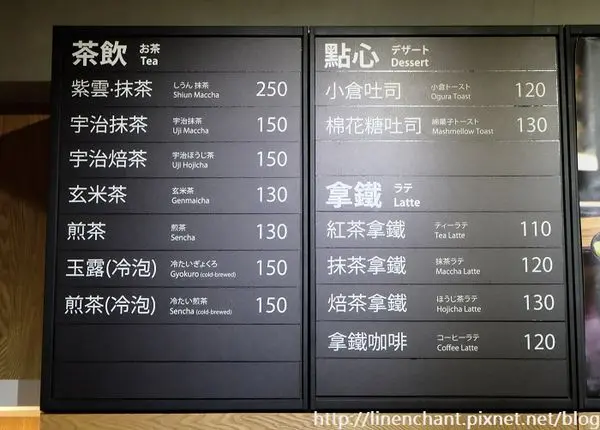 茶飲 お茶 Tea
紫雲·抹茶 しうん 抹茶 Shiun Maccha 250
宇治抹茶 宇治抹茶 Uji Maccha 150
宇治焙茶 宇治ほうじ茶 Uji Hojicha 150
玄米茶 玄米茶 Genmaicha 130
煎茶 煎茶 Sencha 130
玉露(冷泡) 冷たいぎょくろ Gyokuro (cold-brewed) 150
煎茶(冷泡) 冷たい煎茶 Sencha (cold-brewed) 150
點心 デザート Dessert
小倉吐司 小倉トースト Ogura Toast 120
棉花糖吐司 綿菓子トースト Mashmellow Toast 130
拿鐵 ラテ Latte
紅茶拿鐵 ティーラテ Tea Latte 110
抹茶拿鐵 抹茶ラテ Maccha Latte 120
焙茶拿鐵 ほうじ茶ラテ Hojicha Latte 130
拿鐵咖啡 コーヒーラテ Coffee Latte 120
http://linenchant.pixnet.net/blog